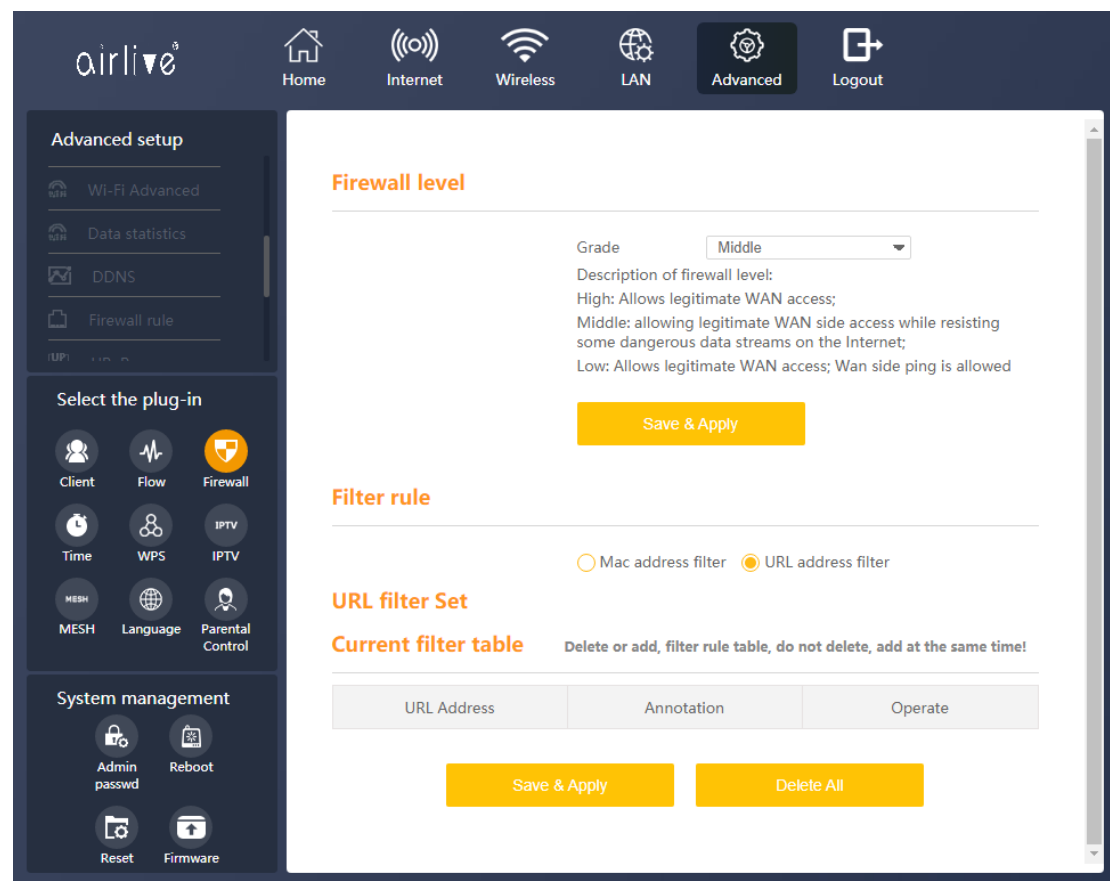 airlive
Home
Internet
Wireless
LAN
Advanced
Logout
Advanced setup
Wi-Fi Advanced
Data statistics
DDNS
Firewall rule
Select the plug-in
Client
Flow
Firewall
Time
WPS
IPTV
IPTV
MESH
MESH
Language
Parental
Control
System management
Admin
passwd
Reboot
Reset
Firmware
Firewall level
Grade
Middle
Description of firewall level:
High: Allows legitimate WAN access;
Middle: allowing legitimate WAN side access while resisting
some dangerous data streams on the Internet;
Low: Allows legitimate WAN access; Wan side ping is allowed
Save & Apply
Filter rule
Mac address filter
URL address filter
URL filter Set
Current filter table
Delete or add, filter rule table, do not delete, add at the same time!
URL Address
Annotation
Operate
Save & Apply
Delete All